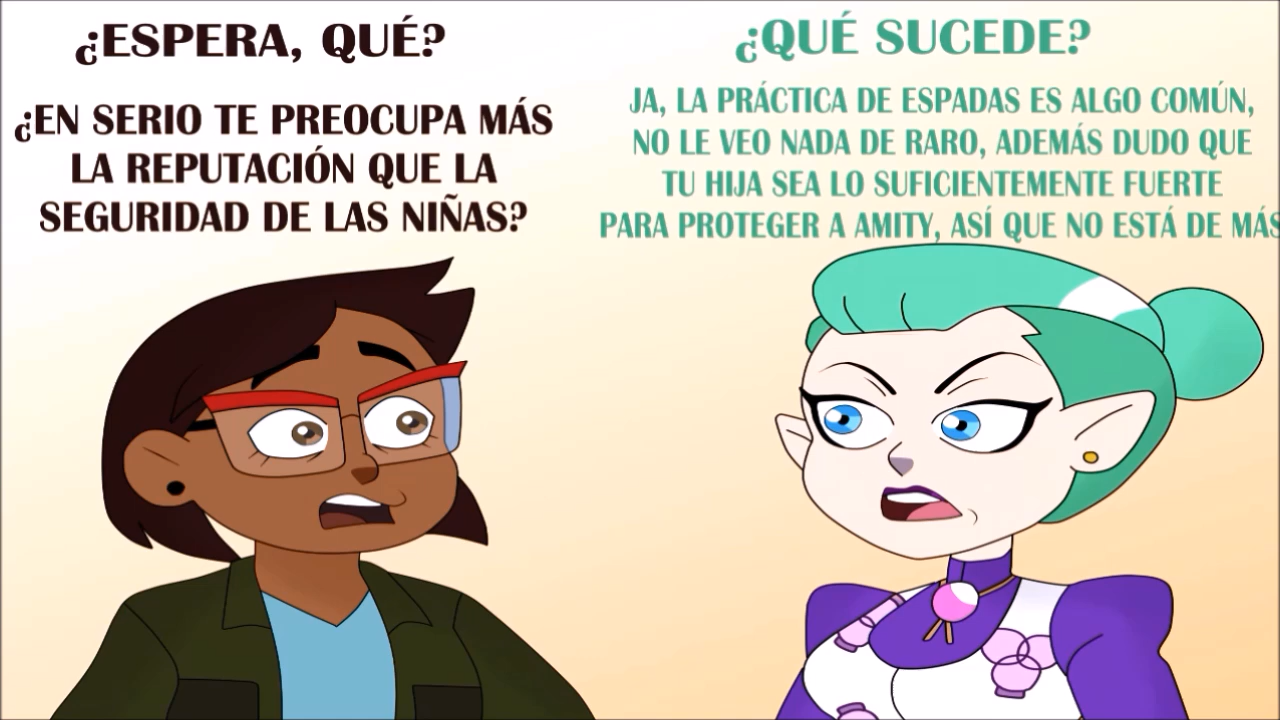 ¿ESPERA, QUÉ?
¿EN SERIO TE PREOCUPA MÁS
LA REPUTACIÓN QUE LA
SEGURIDAD DE LAS NIÑAS?
¿QUÉ SUCEDE?
JA, LA PRÁCTICA DE ESPADAS ES ALGO COMÚN,
NO LE VEO NADA DE RARO, ADEMÁS DUDO QUE
TU HIJA SEA LO SUFICIENTEMENTE FUERTE
PARA PROTEGER A AMITY, ASÍ QUE NO ESTÁ DE MÁS